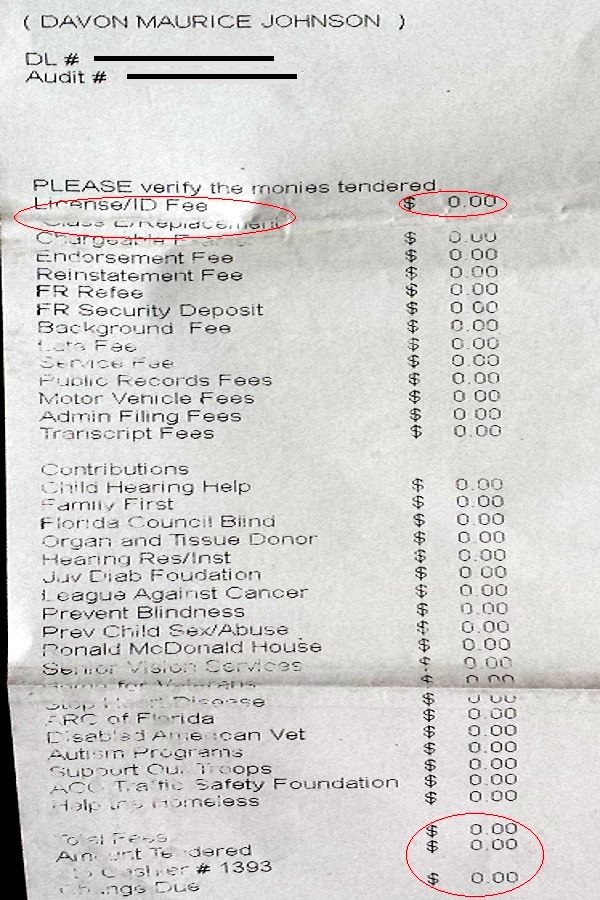 ( DAVON MAURICE JOHNSON )
DL #
Audit #
PLEASE verify the monies tendered
License/ID Fee $ 0.00
Class E/Replacement
Chargeable $ 0.00
Endorsement Fee $ 0.00
Reinstatement Fee $ 0.00
FR Refee $ 0.00
FR Security Deposit $ 0.00
Background Fee $ 0.00
Late Fee $ 0.00
Service Fee $ 0.00
Public Records Fees $ 0.00
Motor Vehicle Fees $ 0.00
Admin Filing Fees $ 0.00
Transcript Fees $ 0.00
Contributions
Child Hearing Help $ 0.00
Family First $ 0.00
Florida Council Blind $ 0.00
Organ and Tissue Donor $ 0.00
Hearing Res/Inst $ 0.00
Juv Diab Foudation $ 0.00
League Against Cancer $ 0.00
Prevent Blindness $ 0.00
Prev Child Sex/Abuse $ 0.00
Ronald McDonald House $ 0.00
Senior Vision Services $ 0.00
for Veterans $ 0.00
Stop Heart Disease $ 0.00
ARC of Florida $ 0.00
Disabled American Vet $ 0.00
Autism Programs $ 0.00
Support Our Troops $ 0.00
Traffic Safety Foundation $ 0.00
Help the Homeless $ 0.00
Total Fees $ 0.00
Amount Tendered $ 0.00
Cashier # 1393
Change Due $ 0.00